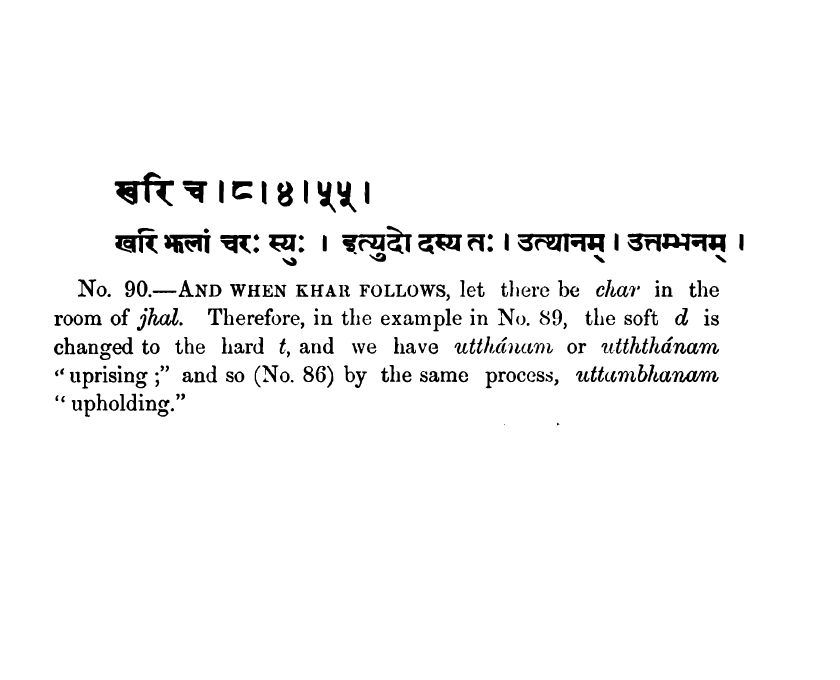 खरि च । ८ । ४ । ५५ ।
खरि झलां चरः स्युः । इत्युदो दस्य तः । उत्थानम् । उत्तम्भनम् ।
No. 90.—AND WHEN KHAR FOLLOWS, let there be char in the
room of jhal. Therefore, in the example in No. 89, the soft d is
changed to the hard t, and we have utthánam or utththánam
“uprising;” and so (No. 86) by the same process, uttambhanam
“upholding.”